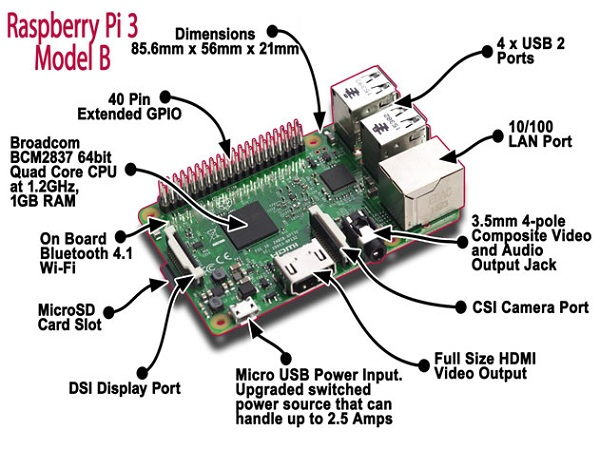 Raspberry Pi 3
Model B
Dimensions
85.6mm x 56mm x 21mm
4 x USB 2
Ports
40 Pin
Extended GPIO
10/100
LAN Port
Broadcom
BCM2837 64bit
Quad Core CPU
at 1.2GHz,
1GB RAM
On Board
Bluetooth 4.1
Wi-Fi
3.5mm 4-pole
Composite Video
and Audio
Output Jack
MicroSD
Card Slot
CSI Camera Port
DSI Display Port
Micro USB Power Input.
Upgraded switched
power source that can
handle up to 2.5 Amps
Full Size HDMI
Video Output
HDMI